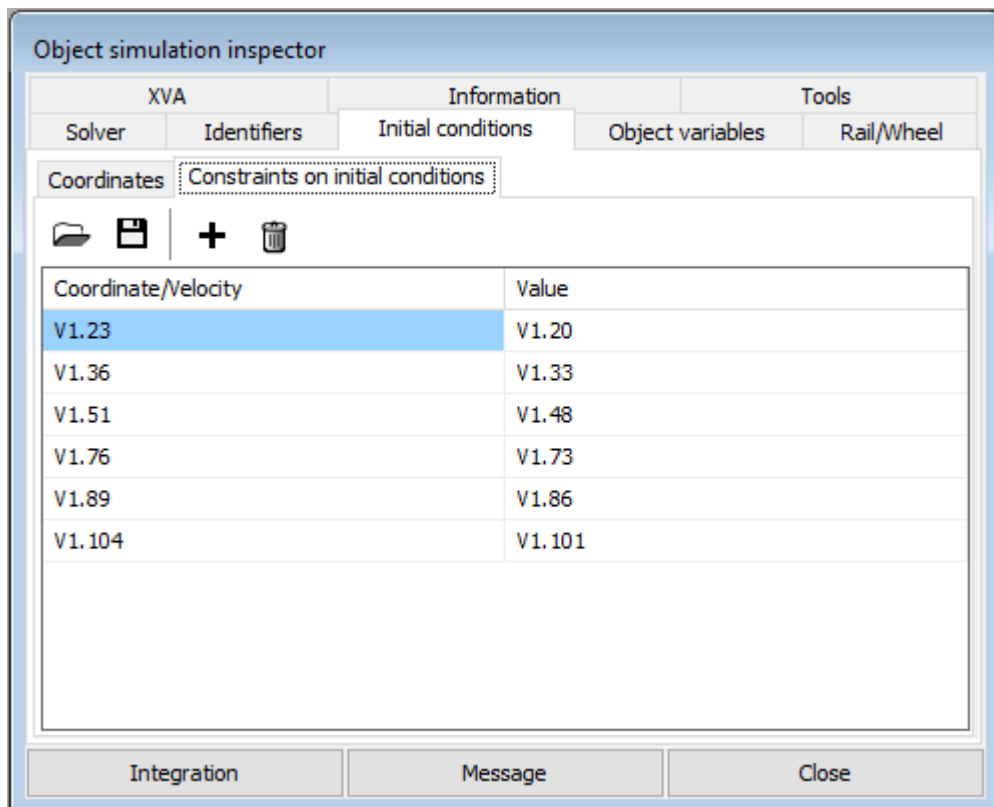 Object simulation inspector
XVA Information Tools
Solver Identifiers Initial conditions Object variables Rail/Wheel
Coordinates Constraints on initial conditions
Coordinate/Velocity Value
V1.23 V1.20
V1.36 V1.33
V1.51 V1.48
V1.76 V1.73
V1.89 V1.86
V1.104 V1.101
Integration Message Close